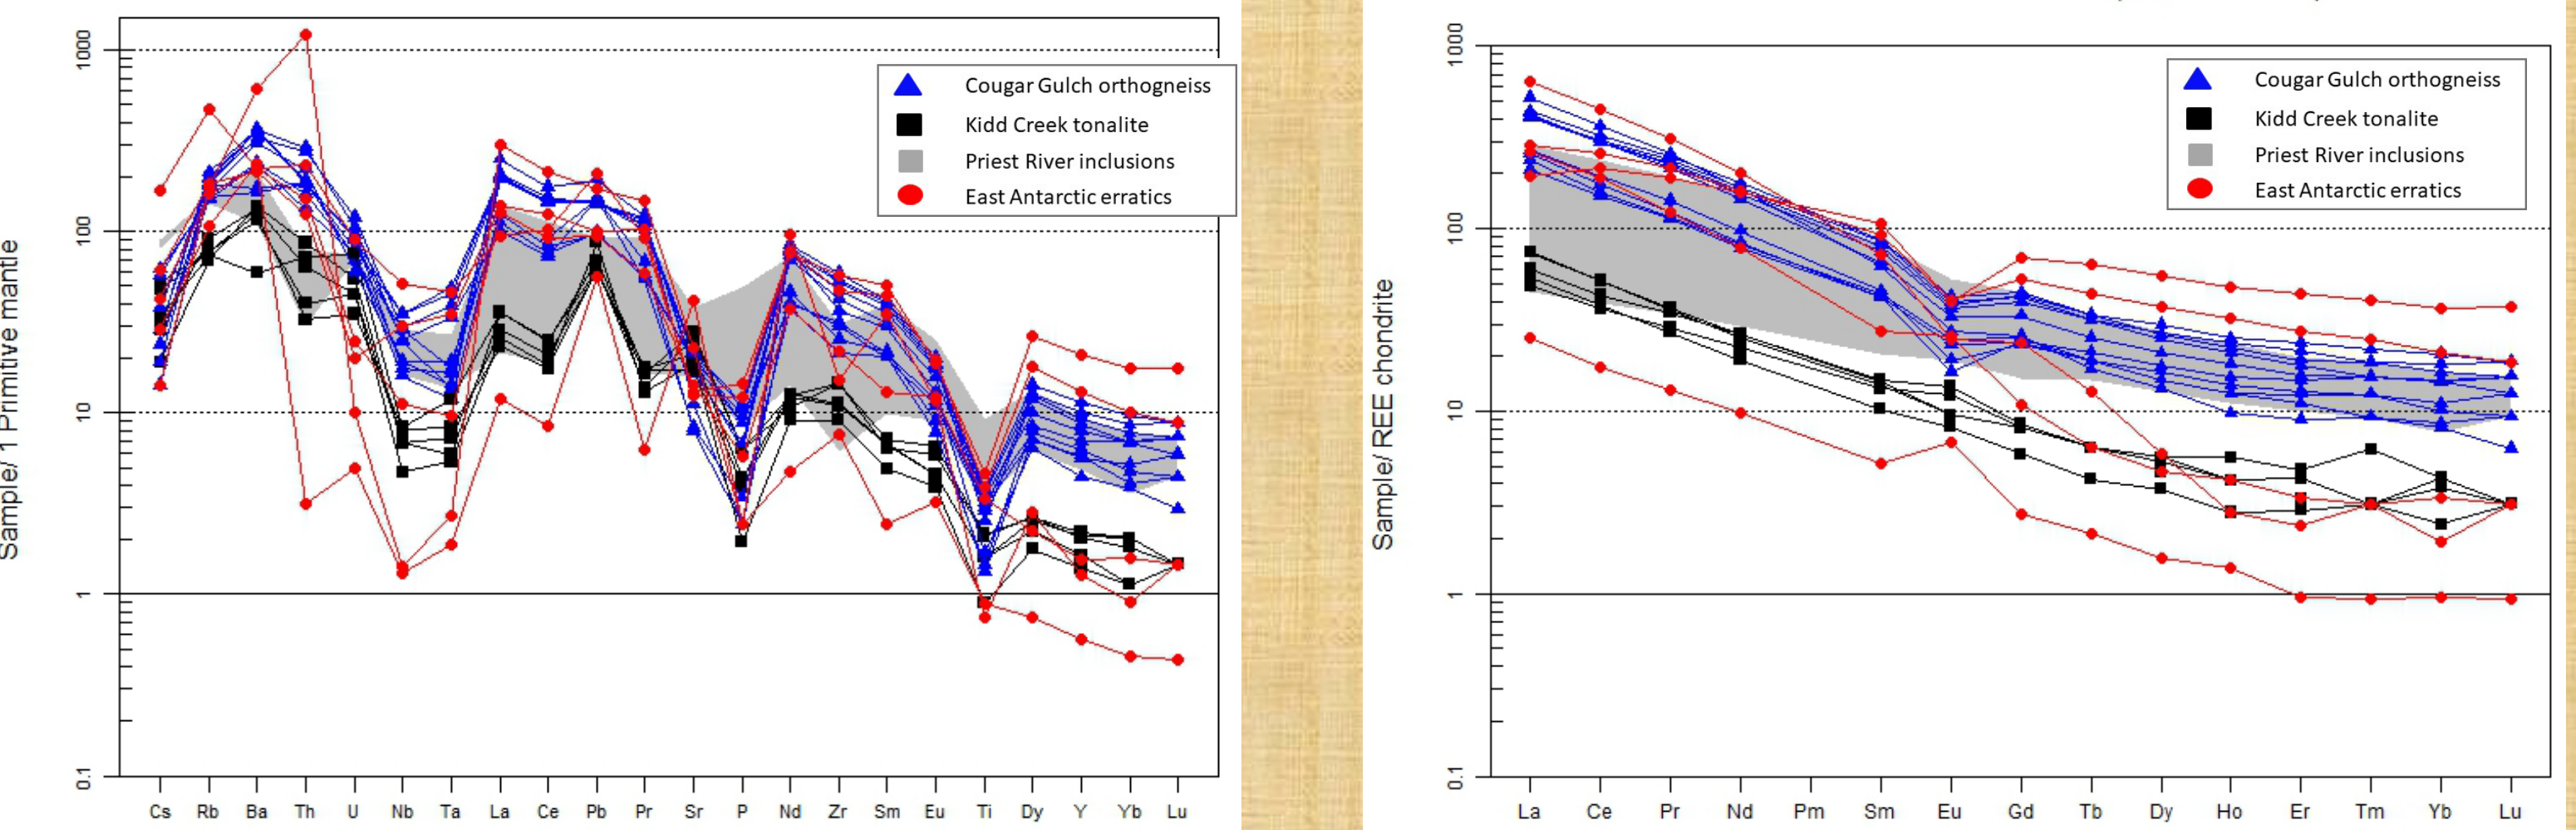 Sample/ 1 Primitive mantle
1000
100
10
1
0.1
Cougar Gulch orthogneiss
Kidd Creek tonalite
Priest River inclusions
East Antarctic erratics
Cs Rb Ba Th U Nb Ta La Ce Pb Pr Sr P Nd Zr Sm Eu Ti Dy Y Yb Lu
Sample/ REE chondrite
1000
100
10
1
0.1
Cougar Gulch orthogneiss
Kidd Creek tonalite
Priest River inclusions
East Antarctic erratics
La Ce Pr Nd Pm Sm Eu Gd Tb Dy Ho Er Tm Yb Lu